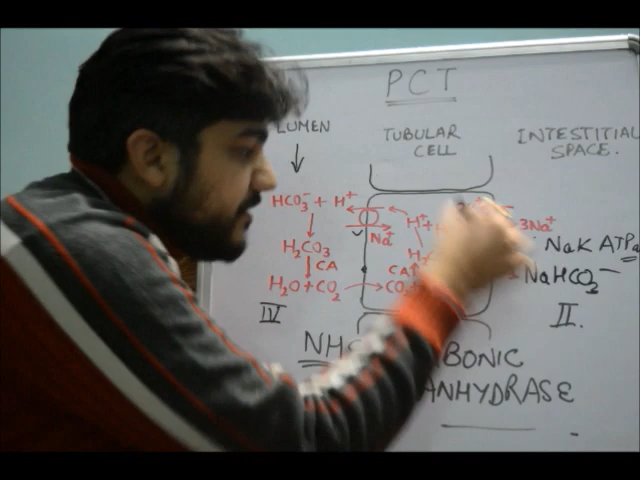 PCT
LUMEN
TUBULAR
CELL
INTESTITIAL
SPACE.
HCO₃⁻ + H⁺
H⁺
Na⁺
3Na⁺
H₂CO₃
NaK ATPa
CA
CA
NaHCO₂⁻
H₂O + CO₂
IV
II
BONIC
ANHYDRASE